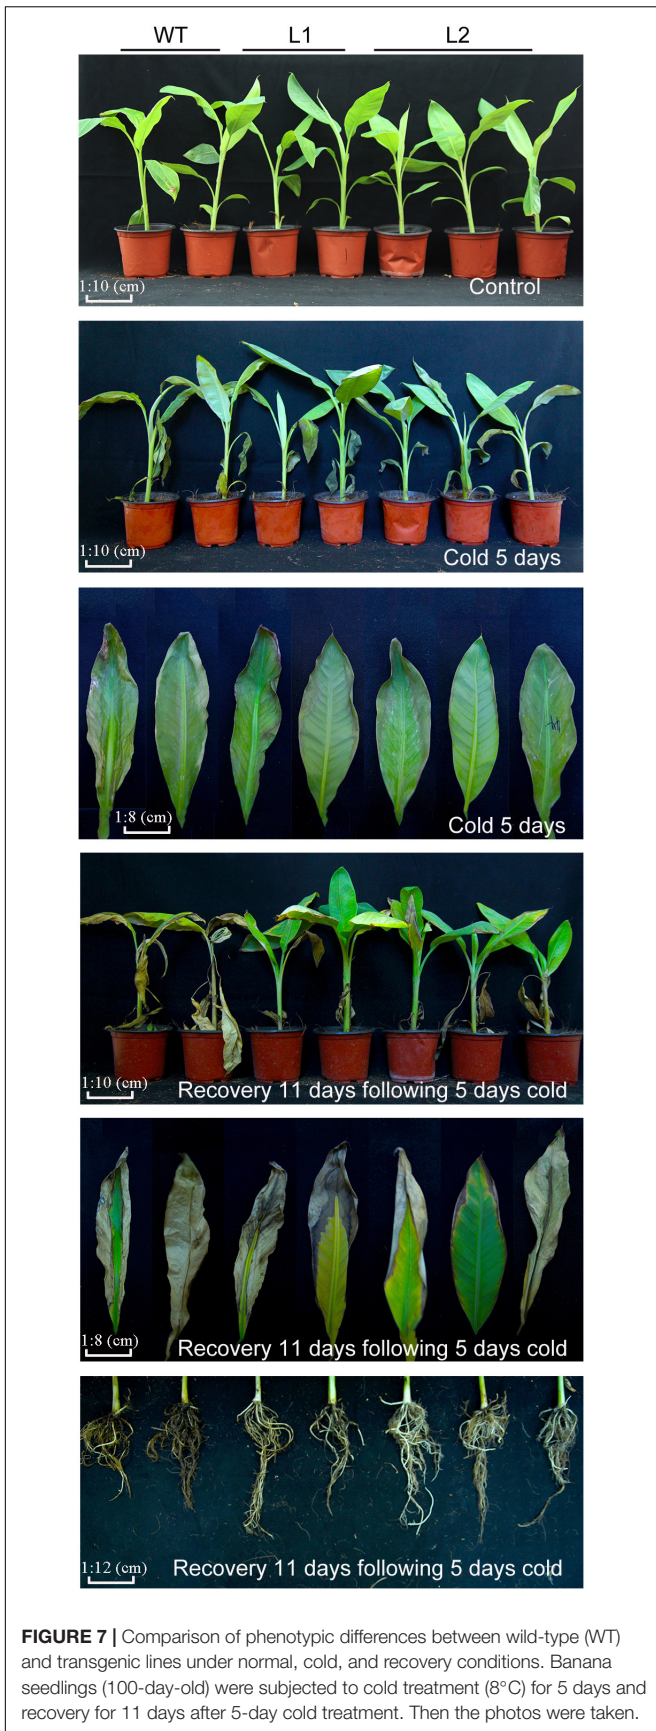 WT L1 L2
1:10 (cm)
Control
1:10 (cm)
Cold 5 days
1:8 (cm)
Cold 5 days
1:10 (cm)
Recovery 11 days following 5 days cold
1:8 (cm)
Recovery 11 days following 5 days cold
1:12 (cm)
Recovery 11 days following 5 days cold
FIGURE 7 | Comparison of phenotypic differences between wild-type (WT)
and transgenic lines under normal, cold, and recovery conditions. Banana
seedlings (100-day-old) were subjected to cold treatment (8°C) for 5 days and
recovery for 11 days after 5-day cold treatment. Then the photos were taken.